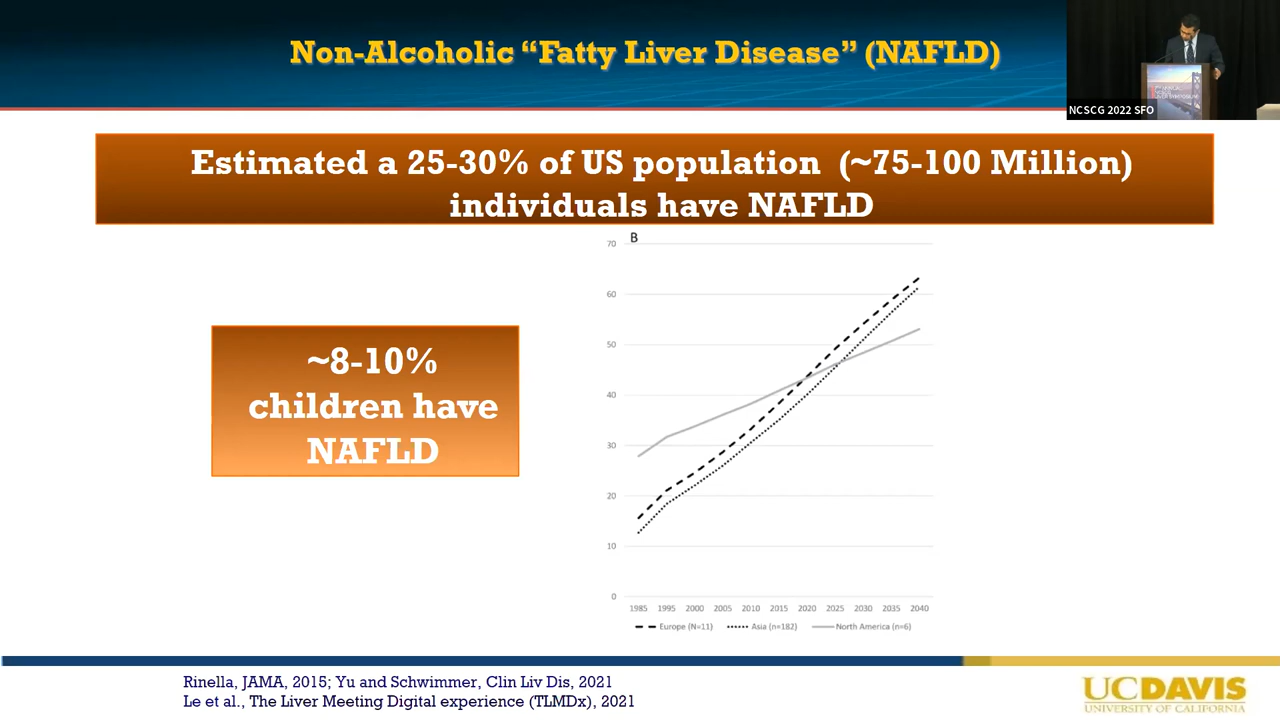 Non-Alcoholic “Fatty Liver Disease” (NAFLD)
NCSCG 2022 SFO
Estimated a 25-30% of US population (~75-100 Million)
individuals have NAFLD
~8-10%
children have
NAFLD
B
70
60
50
40
30
20
10
0
1985 1995 2000 2005 2010 2015 2020 2025 2030 2035 2040
Europe (N=11) Asia (n=182) North America (n=6)
Rinella, JAMA, 2015; Yu and Schwimmer, Clin Liv Dis, 2021
Le et al., The Liver Meeting Digital experience (TLMDx), 2021
UCDAVIS
UNIVERSITY OF CALIFORNIA